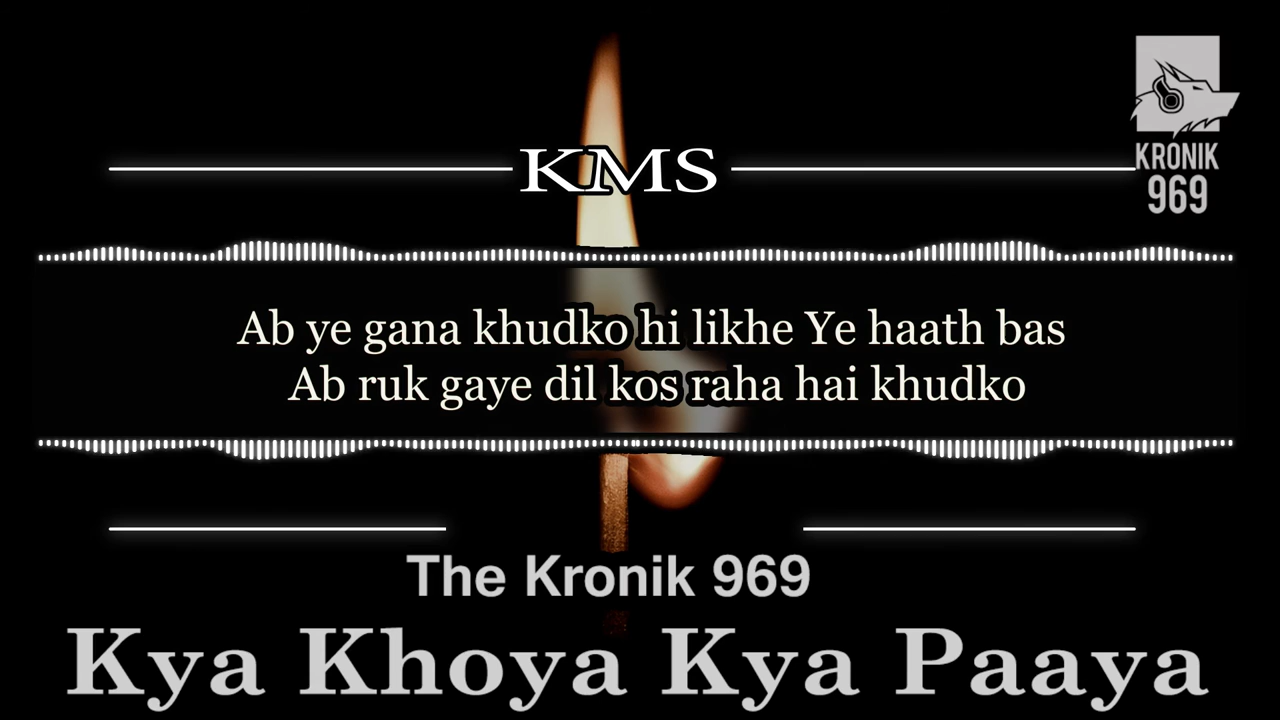 KRONIK
969
KMS
Ab ye gana khudko hi likhe Ye haath bas
Ab ruk gaye dil kos raha hai khudko
The Kronik 969
Kya Khoya Kya Paaya